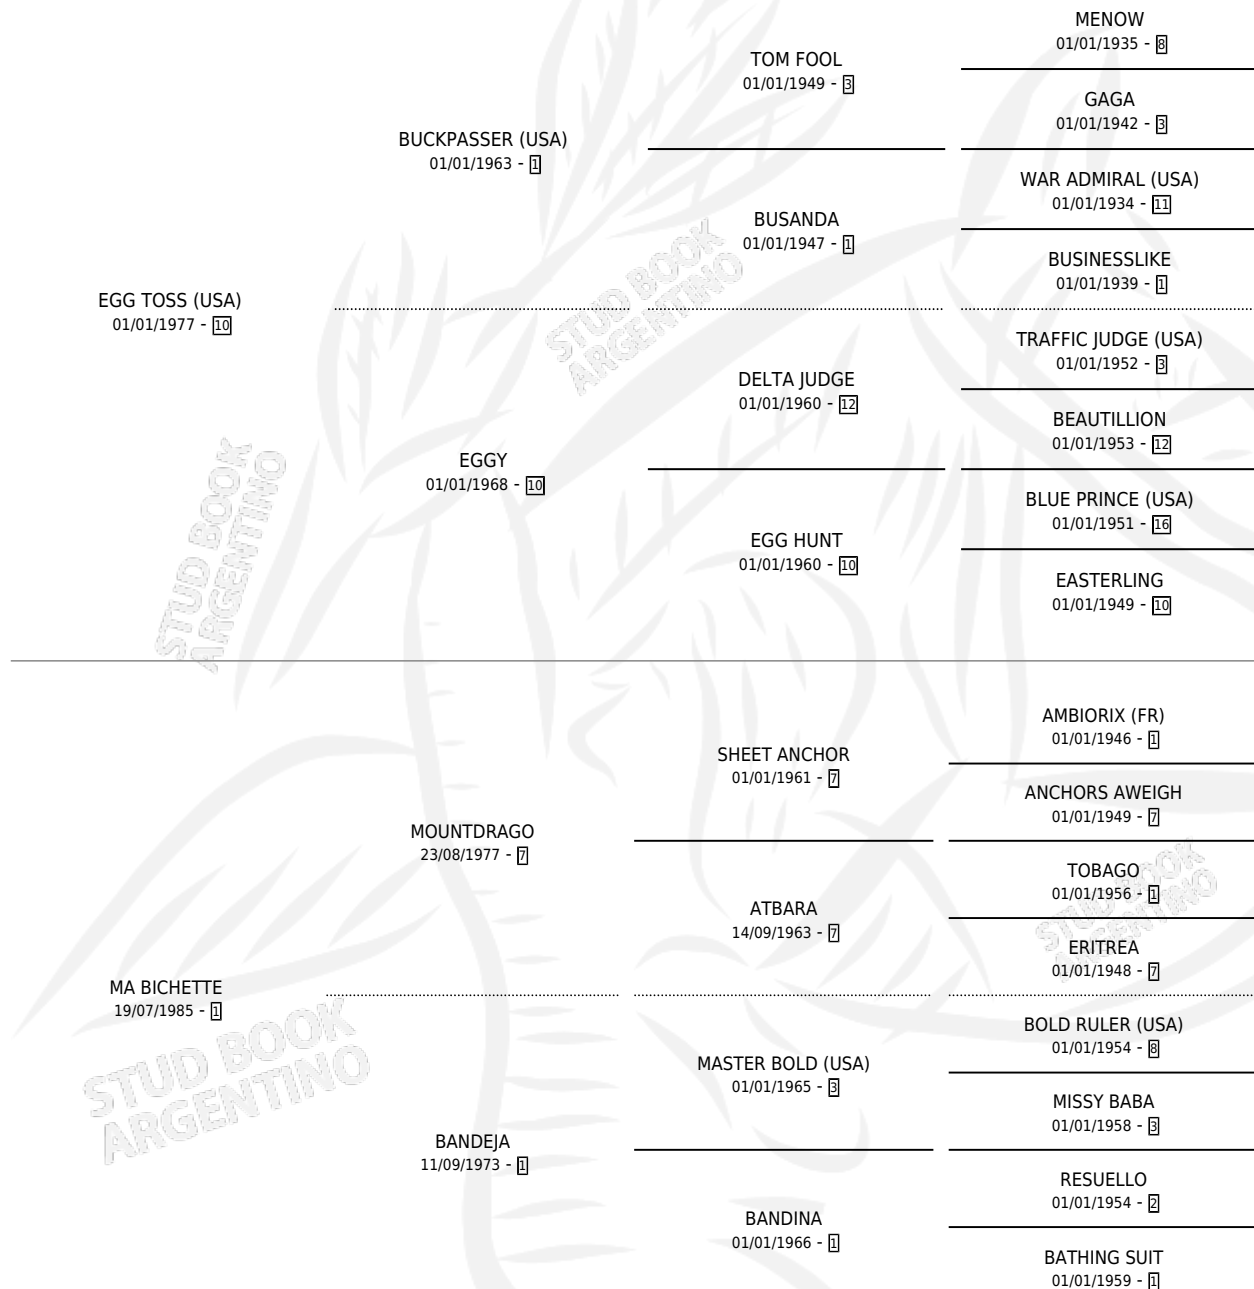 MENOW
01/01/1935 - 8
TOM FOOL
01/01/1949 - 3
GAGA
01/01/1942 - 3
BUCKPASSER (USA)
01/01/1963 - 1
WAR ADMIRAL (USA)
01/01/1934 - 11
BUSANDA
01/01/1947 - 1
BUSINESSLIKE
01/01/1939 - 1
EGG TOSS (USA)
01/01/1977 - 10
TRAFFIC JUDGE (USA)
01/01/1952 - 3
DELTA JUDGE
01/01/1960 - 12
BEAUTILLION
01/01/1953 - 12
EGGY
01/01/1968 - 10
BLUE PRINCE (USA)
01/01/1951 - 16
EGG HUNT
01/01/1960 - 10
EASTERLING
01/01/1949 - 10
AMBIORIX (FR)
01/01/1946 - 1
SHEET ANCHOR
01/01/1961 - 7
ANCHORS AWEIGH
01/01/1949 - 7
MOUNTDRAGO
23/08/1977 - 7
TOBAGO
01/01/1956 - 1
ATBARA
14/09/1963 - 7
ERITREA
01/01/1948 - 7
MA BICHETTE
19/07/1985 - 1
BOLD RULER (USA)
01/01/1954 - 8
MASTER BOLD (USA)
01/01/1965 - 3
MISSY BABA
01/01/1958 - 3
BANDEJA
11/09/1973 - 1
RESUELLO
01/01/1954 - 2
BANDINA
01/01/1966 - 1
BATHING SUIT
01/01/1959 - 1
STUD BOOK
ARGENTINO
STUD BOOK
ARGENTINO
STUD BOOK
ARGENTINO
STUD BOOK
ARGENTINO